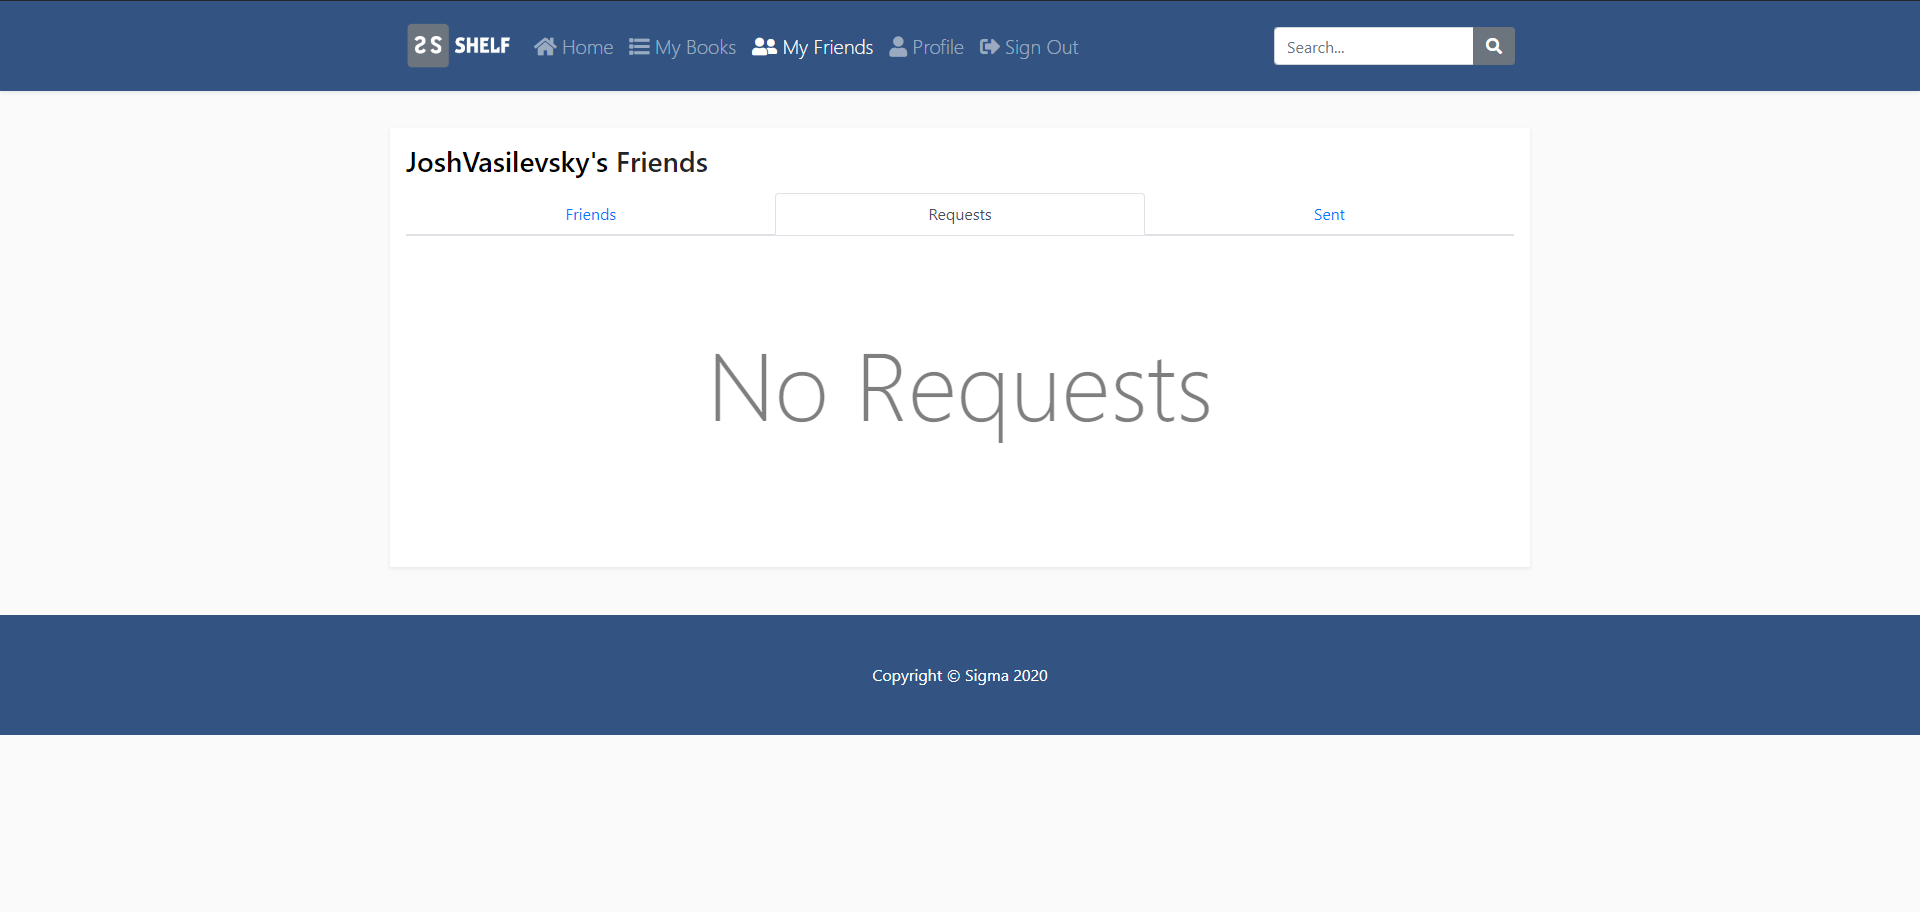 SS SHELF Home My Books My Friends Profile Sign Out Search...
JoshVasilevsky's Friends
Friends Requests Sent
No Requests
Copyright © Sigma 2020